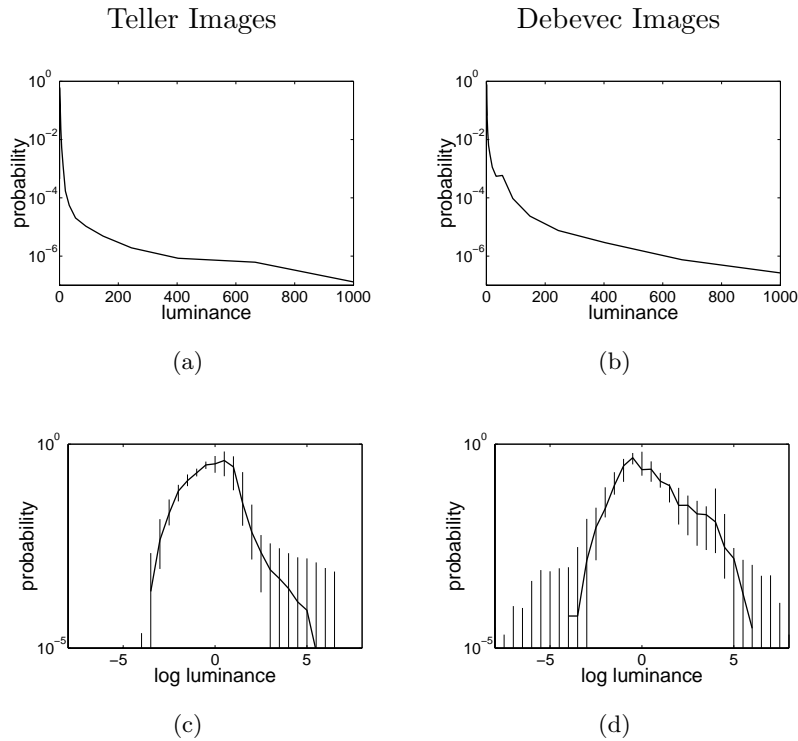 Teller Images
Debevec Images
10^0
10^-2
10^-4
10^-6
probability
0 200 400 600 800 1000
luminance
(a)
10^0
10^-2
10^-4
10^-6
probability
0 200 400 600 800 1000
luminance
(b)
10^0
10^-5
probability
−5 0 5
log luminance
(c)
10^0
10^-5
probability
−5 0 5
log luminance
(d)